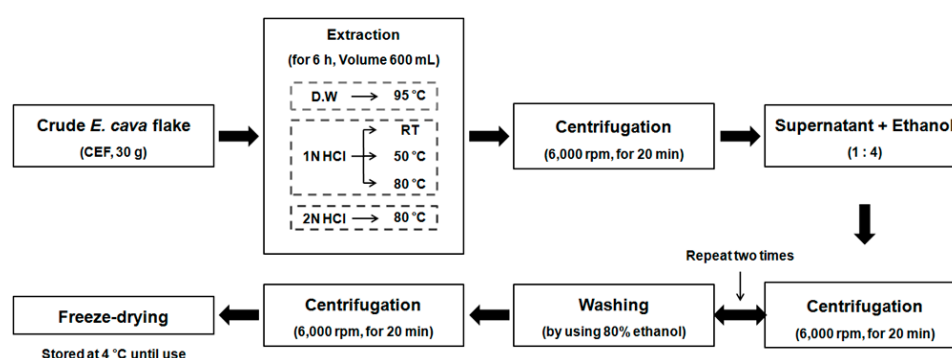 Extraction
(for 6 h, Volume 600 mL)
D.W 95 °C
Crude E. cava flake
(CEF, 30 g)
1N HCl
RT
50 °C
80 °C
2N HCl 80 °C
Centrifugation
(6,000 rpm, for 20 min)
Supernatant + Ethanol
(1 : 4)
Repeat two times
Centrifugation
(6,000 rpm, for 20 min)
Washing
(by using 80% ethanol)
Centrifugation
(6,000 rpm, for 20 min)
Freeze-drying
Stored at 4 °C until use